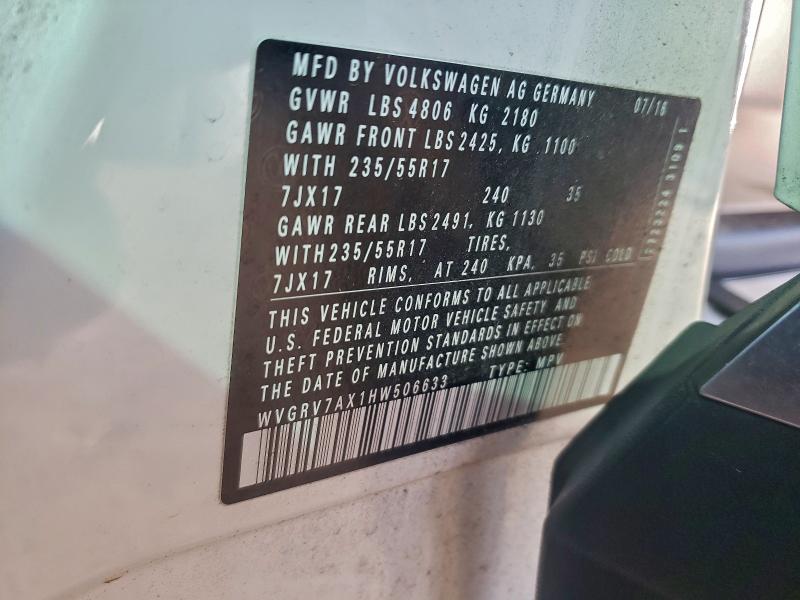 MFD BY VOLKSWAGEN AG GERMANY 07/16
GVWR LBS 4806 KG 2180
GAWR FRONT LBS 2425, KG 1100
WITH 235/55R17
7JX17 240 35
GAWR REAR LBS 2491, KG 1130
WITH 235/55R17 TIRES,
7JX17 RIMS, AT 240 KPA, 35 PSI COLD
THIS VEHICLE CONFORMS TO ALL APPLICABLE
U.S. FEDERAL MOTOR VEHICLE SAFETY AND
THEFT PREVENTION STANDARDS IN EFFECT ON
THE DATE OF MANUFACTURE SHOWN ABOVE.
WVGRV7AX1HW506633 TYPE: MPV